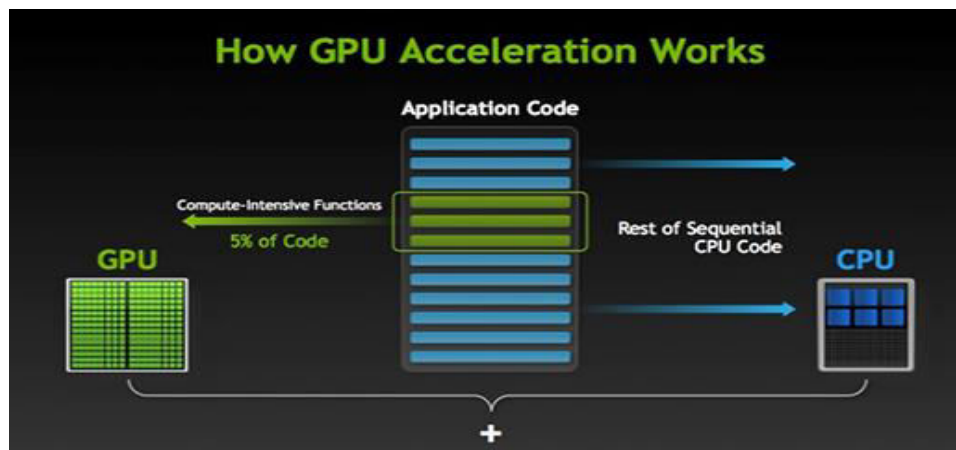 How GPU Acceleration Works
Application Code
Compute-Intensive Functions
5% of Code
Rest of Sequential
CPU Code
GPU
CPU
+